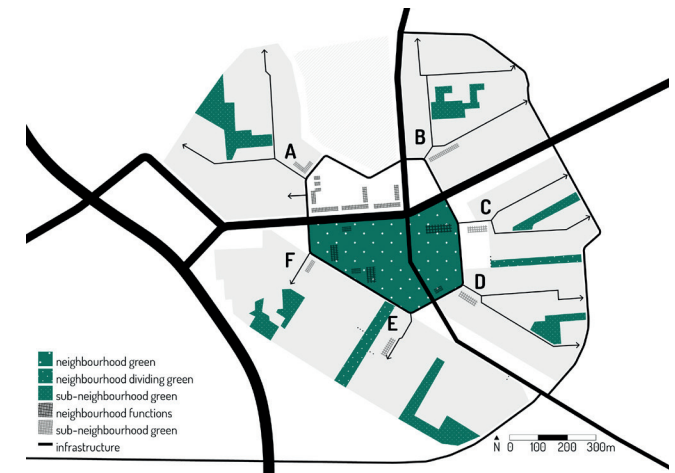 A
B
C
F
D
E
neighbourhood green
neighbourhood dividing green
sub-neighbourhood green
neighbourhood functions
sub-neighbourhood green
infrastructure
N 0 100 200 300m